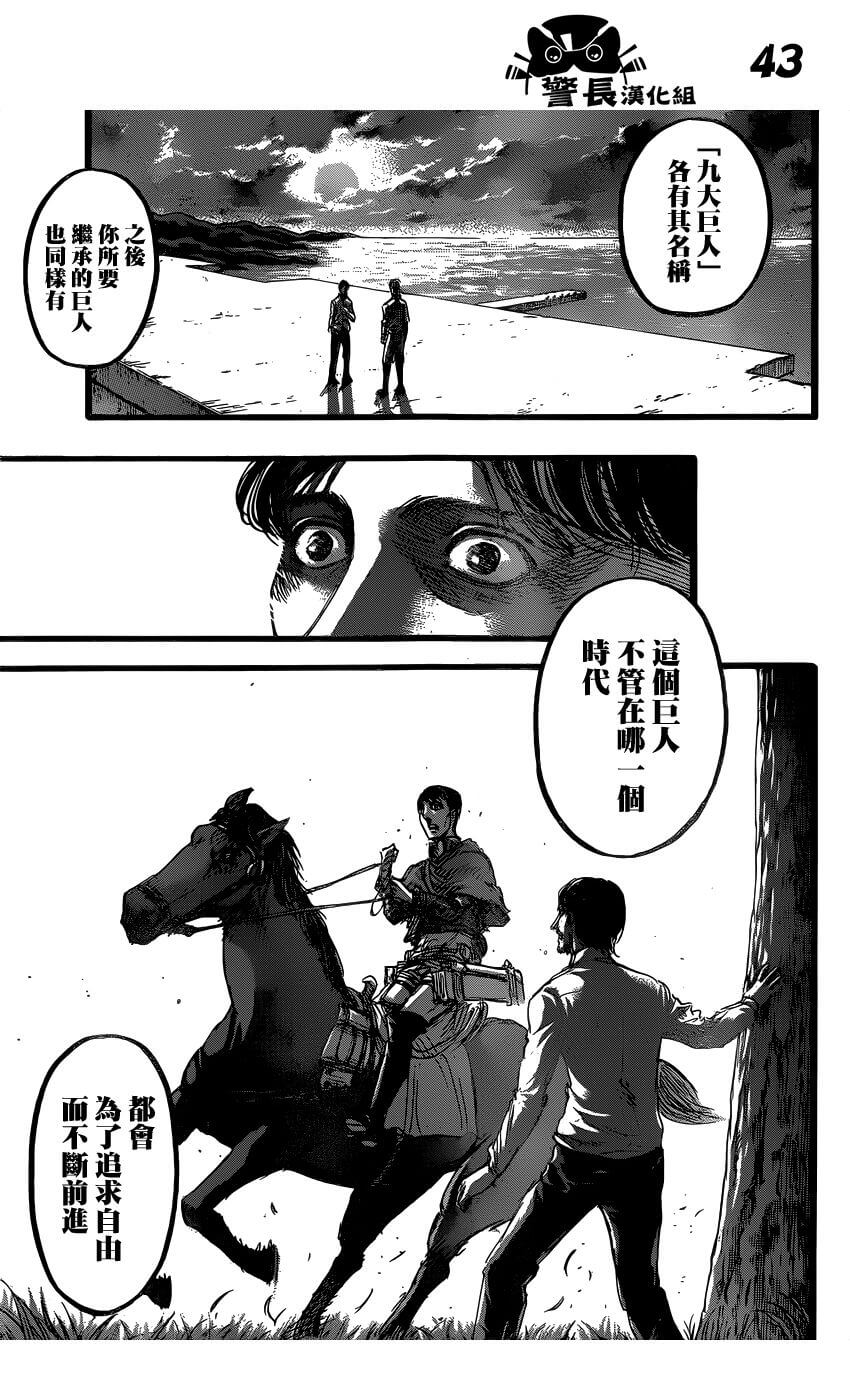 警長漢化組
43
「九大巨人」
各有其名稱
之後
你所要
繼承的巨人
也同樣有
這個巨人
不管在哪一個
時代
都會
為了追求自由
而不斷前進